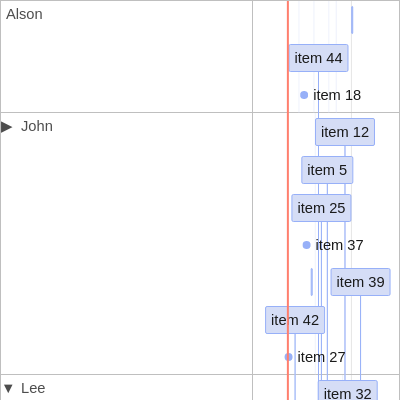 Alson
item 44
item 18
▶ John
item 12
item 5
item 25
item 37
item 39
item 42
item 27
▼ Lee
item 32